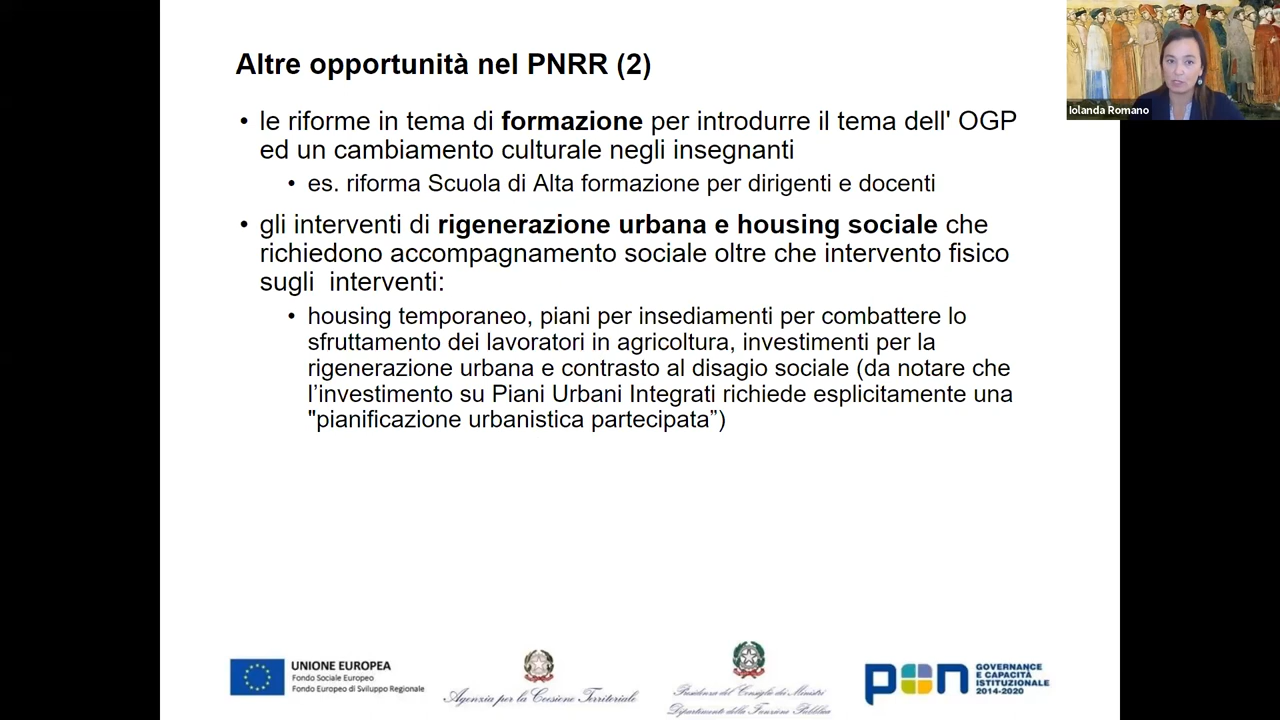 Altre opportunità nel PNRR (2)
Iolanda Romano
• le riforme in tema di formazione per introdurre il tema dell' OGP
ed un cambiamento culturale negli insegnanti
• es. riforma Scuola di Alta formazione per dirigenti e docenti
• gli interventi di rigenerazione urbana e housing sociale che
richiedono accompagnamento sociale oltre che intervento fisico
sugli  interventi:
• housing temporaneo, piani per insediamenti per combattere lo
sfruttamento dei lavoratori in agricoltura, investimenti per la
rigenerazione urbana e contrasto al disagio sociale (da notare che
l’investimento su Piani Urbani Integrati richiede esplicitamente una
"pianificazione urbanistica partecipata”)
UNIONE EUROPEA
Fondo Sociale Europeo
Fondo Europeo di Sviluppo Regionale
Agenzia per la Coesione Territoriale
Presidenza del Consiglio dei Ministri
Dipartimento della Funzione Pubblica
pon
GOVERNANCE
E CAPACITÀ
ISTITUZIONALE
2014-2020